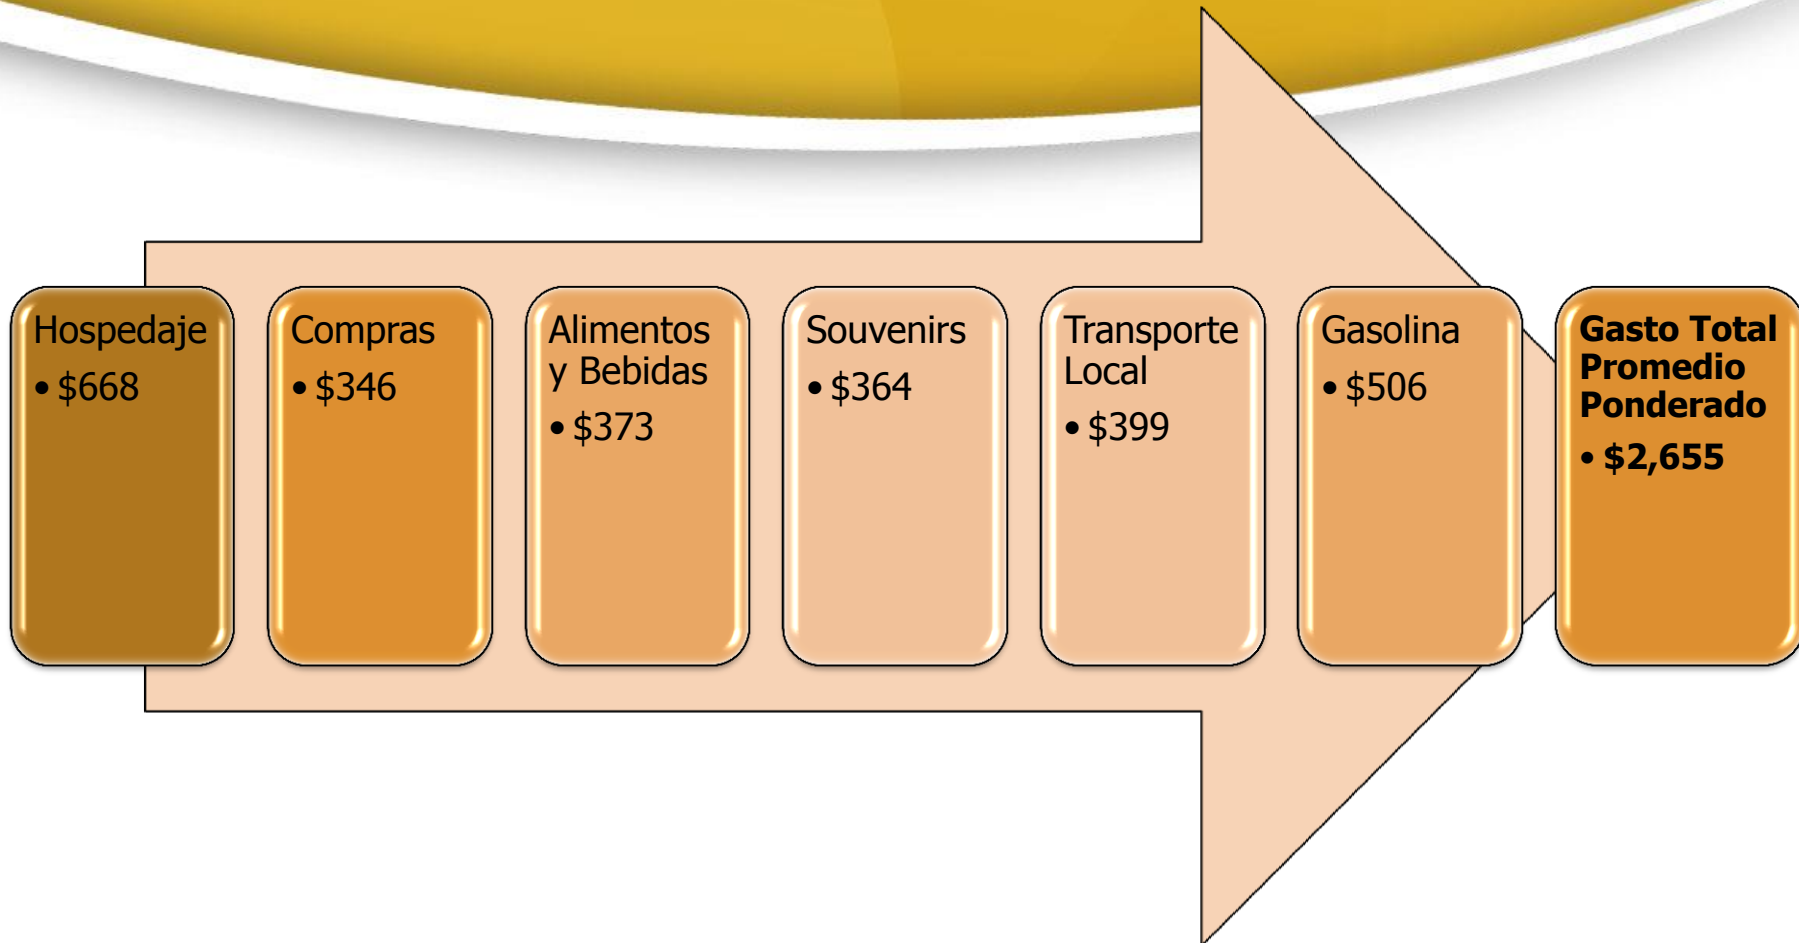 Hospedaje
• $668
Compras
• $346
Alimentos
y Bebidas
• $373
Souvenirs
• $364
Transporte
Local
• $399
Gasolina
• $506
Gasto Total
Promedio
Ponderado
• $2,655